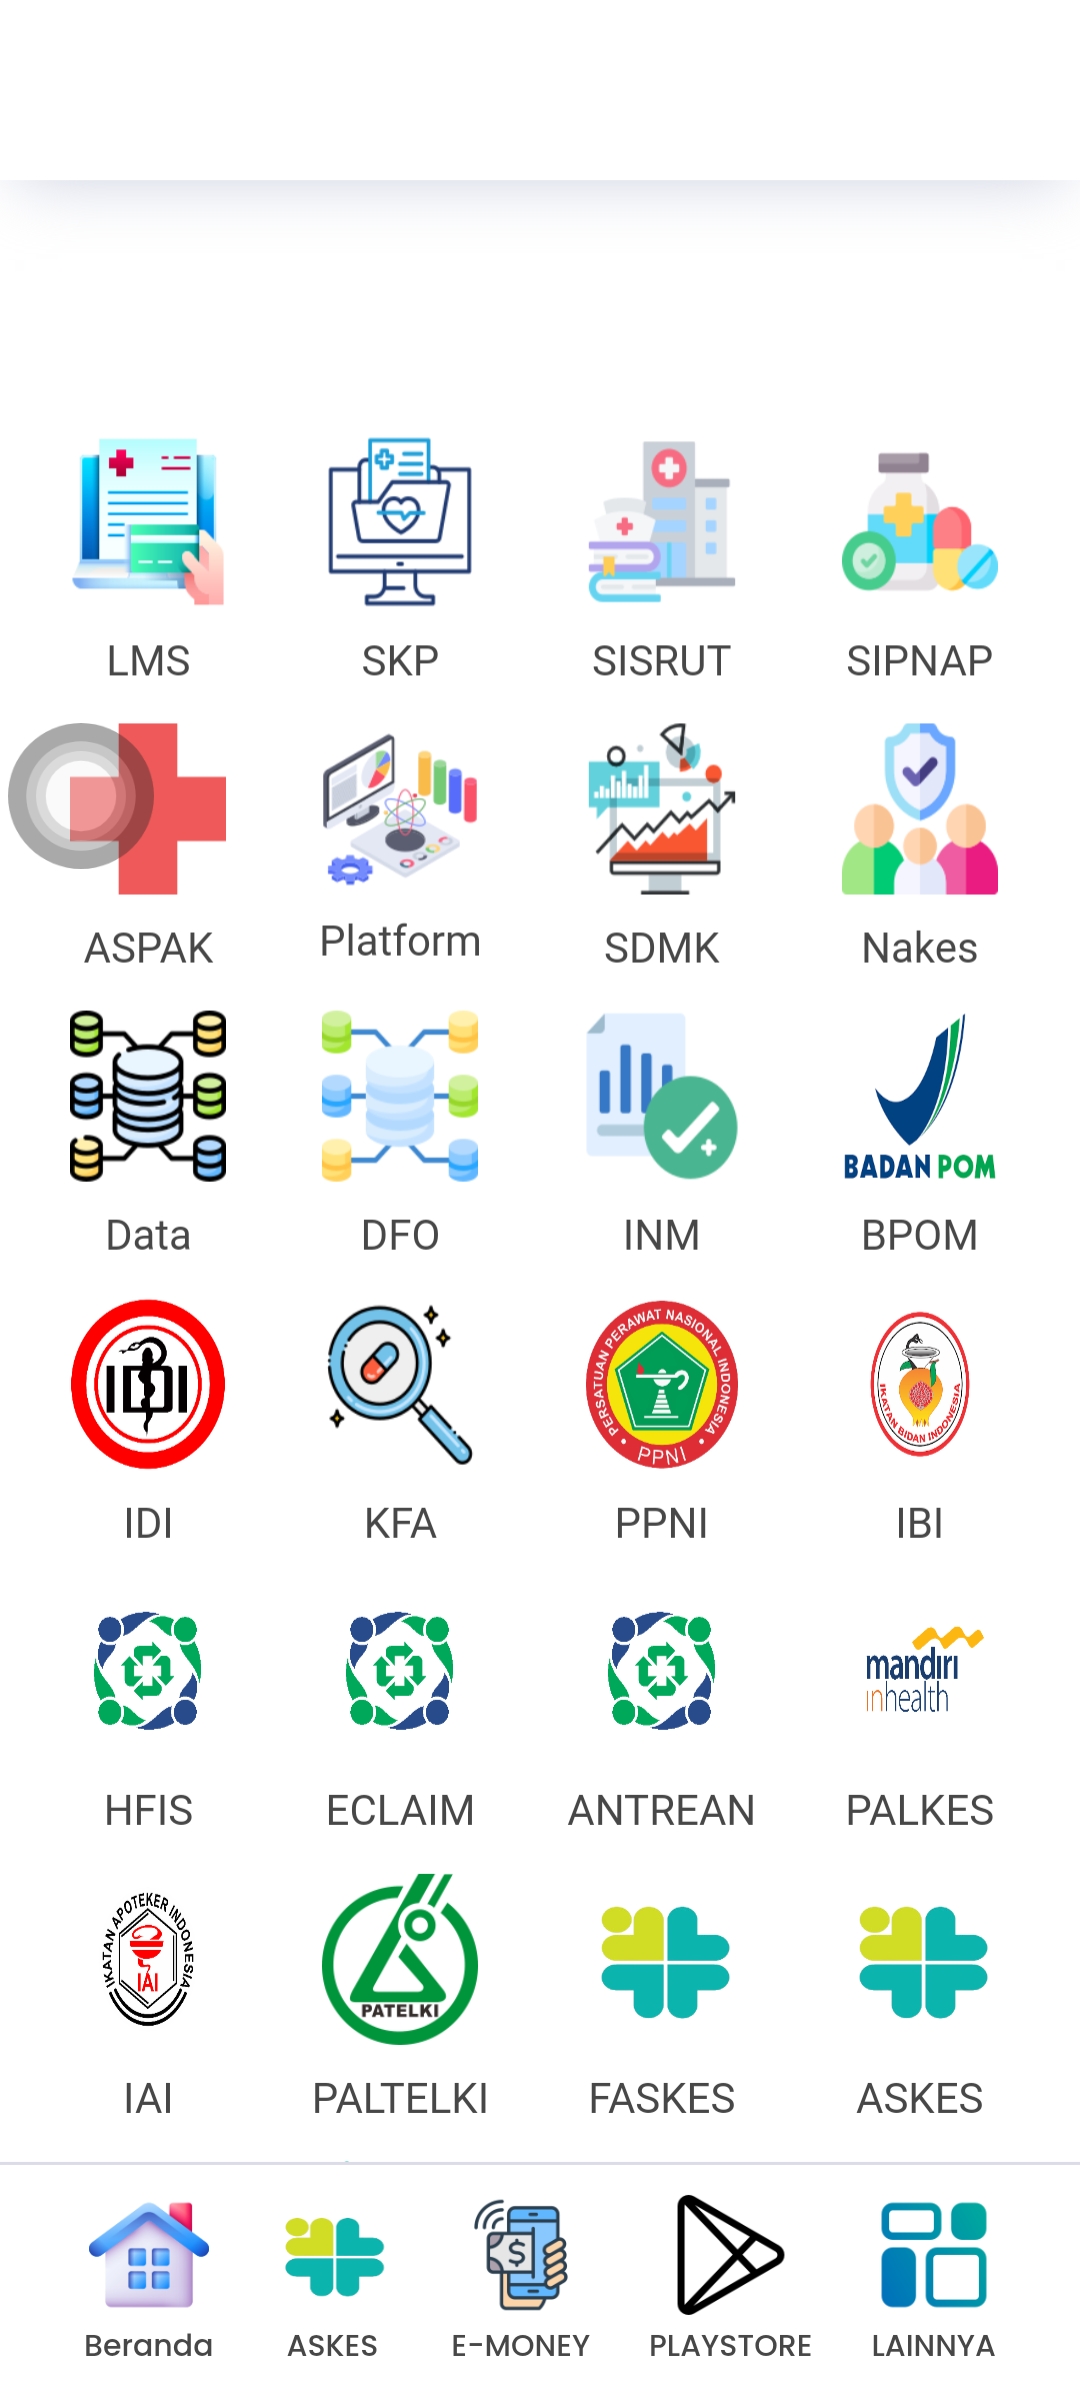 LMS
SKP
SISRUT
SIPNAP
ASPAK
Platform
SDMK
Nakes
BADAN POM
Data
DFO
INM
BPOM
IDI
PERSATUAN PERAWAT NASIONAL INDONESIA
PPNI
IKATAN BIDAN INDONESIA
IDI
KFA
PPNI
IBI
mandiri
inhealth
HFIS
ECLAIM
ANTREAN
PALKES
IKATAN APOTEKER INDONESIA
IAI
PATELKI
IAI
PALTELKI
FASKES
ASKES
$
Beranda
ASKES
E-MONEY
PLAYSTORE
LAINNYA